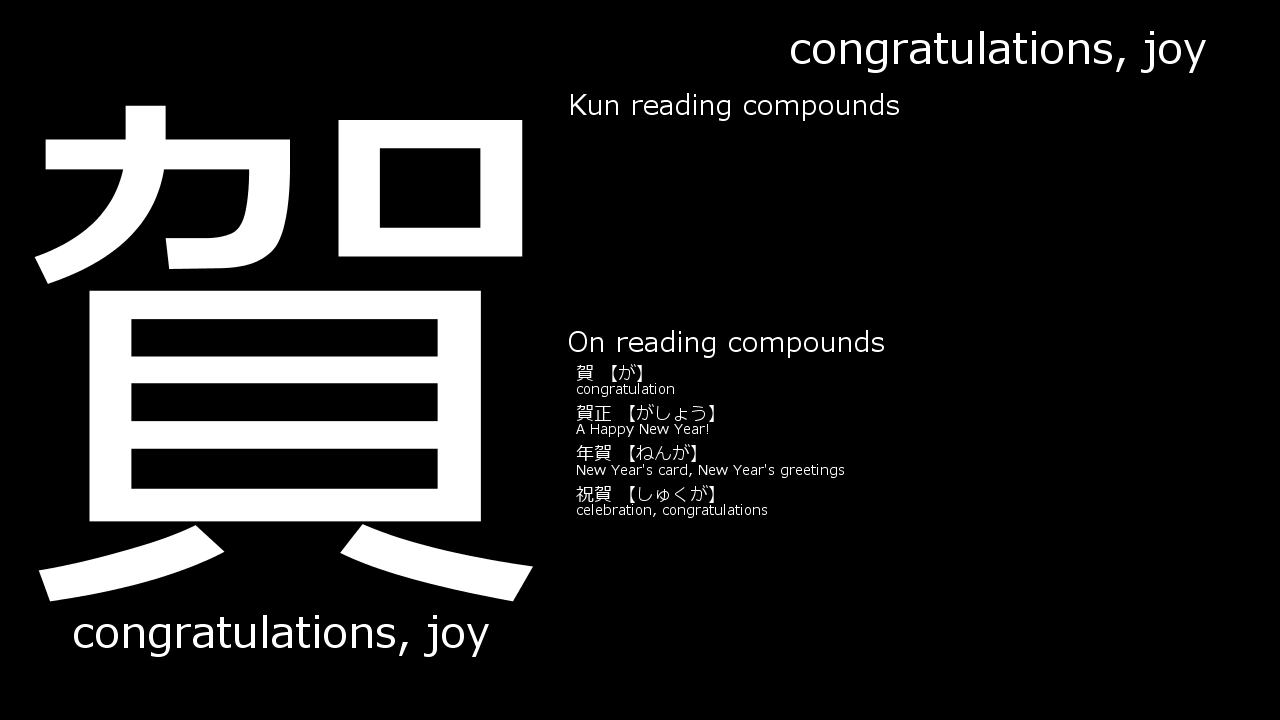 賀
congratulations, joy
congratulations, joy
Kun reading compounds
On reading compounds
賀 【が】
congratulation
賀正 【がしょう】
A Happy New Year!
年賀 【ねんが】
New Year's card, New Year's greetings
祝賀 【しゅくが】
celebration, congratulations